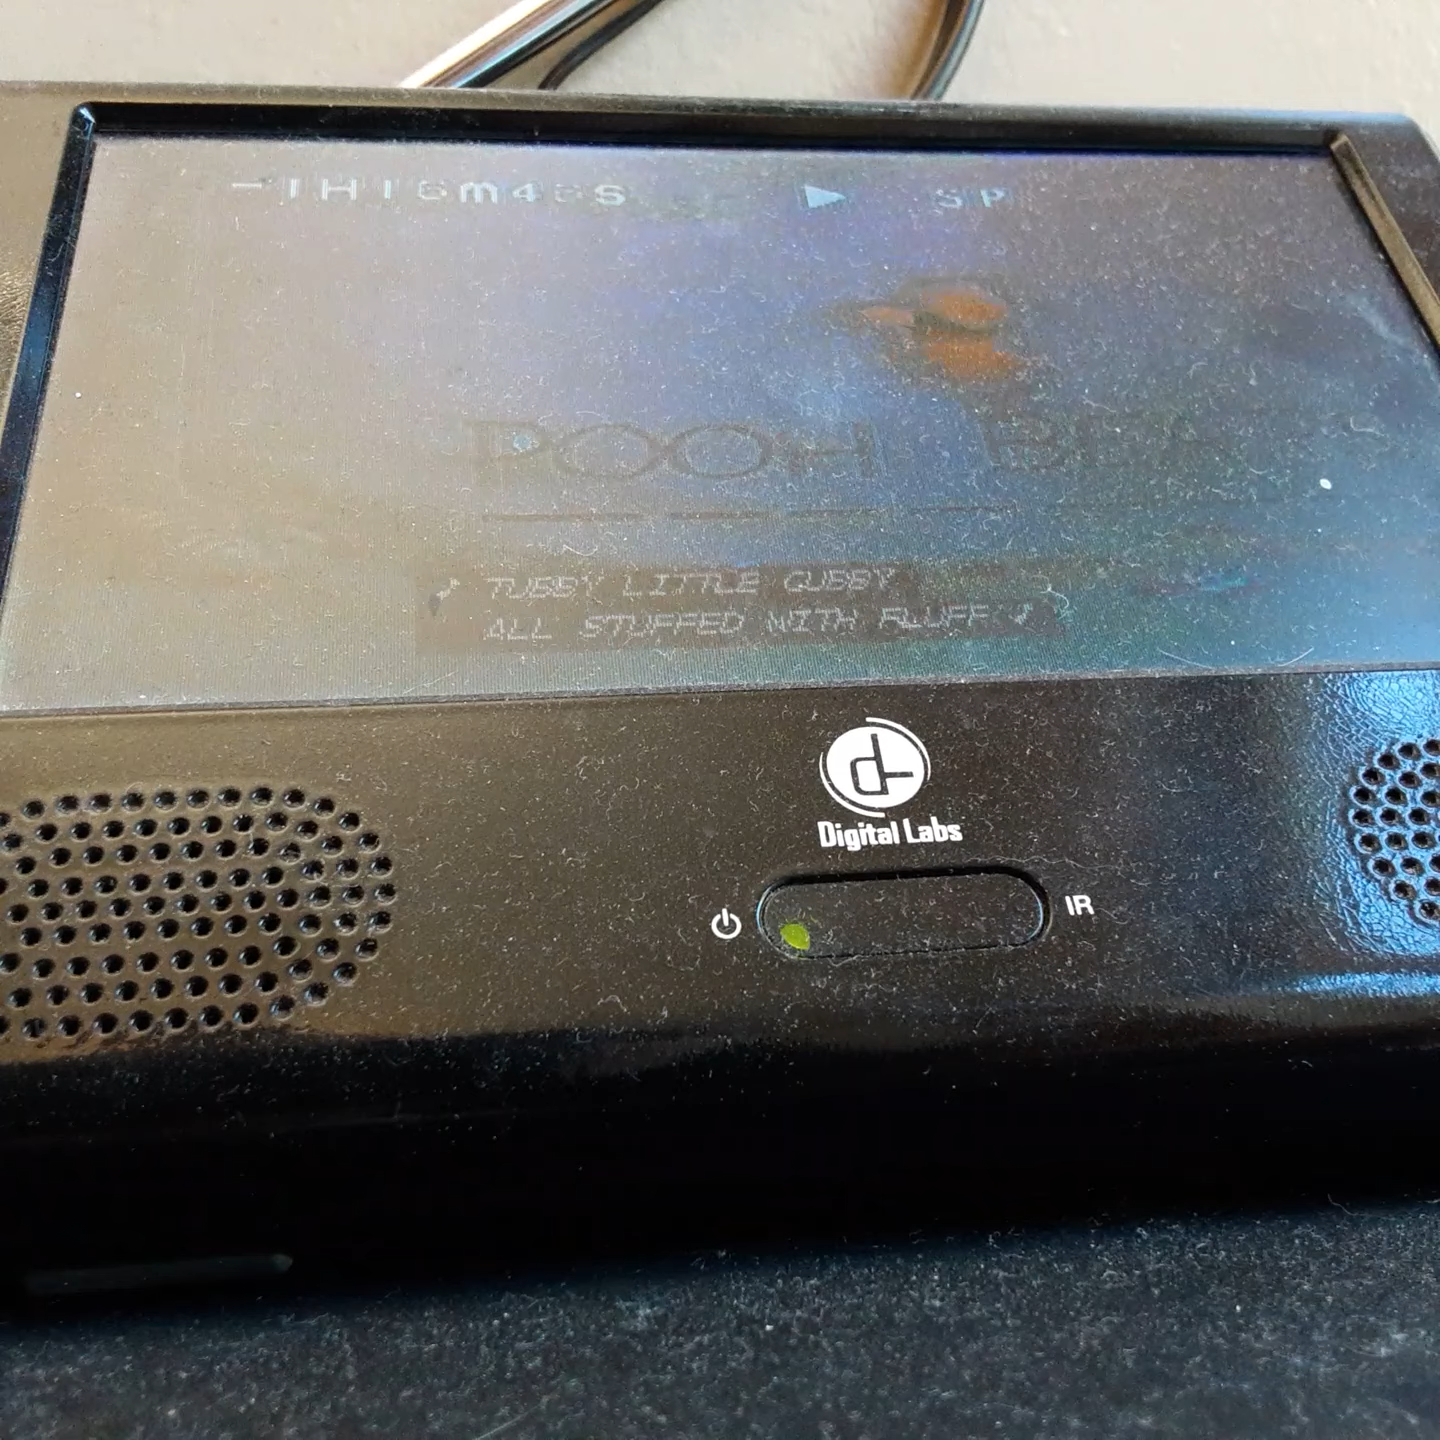 SP
POOH
♪ TUBBY LITTLE CUBBY
ALL STUFFED WITH FLUFF ♪
Digital Labs
IR